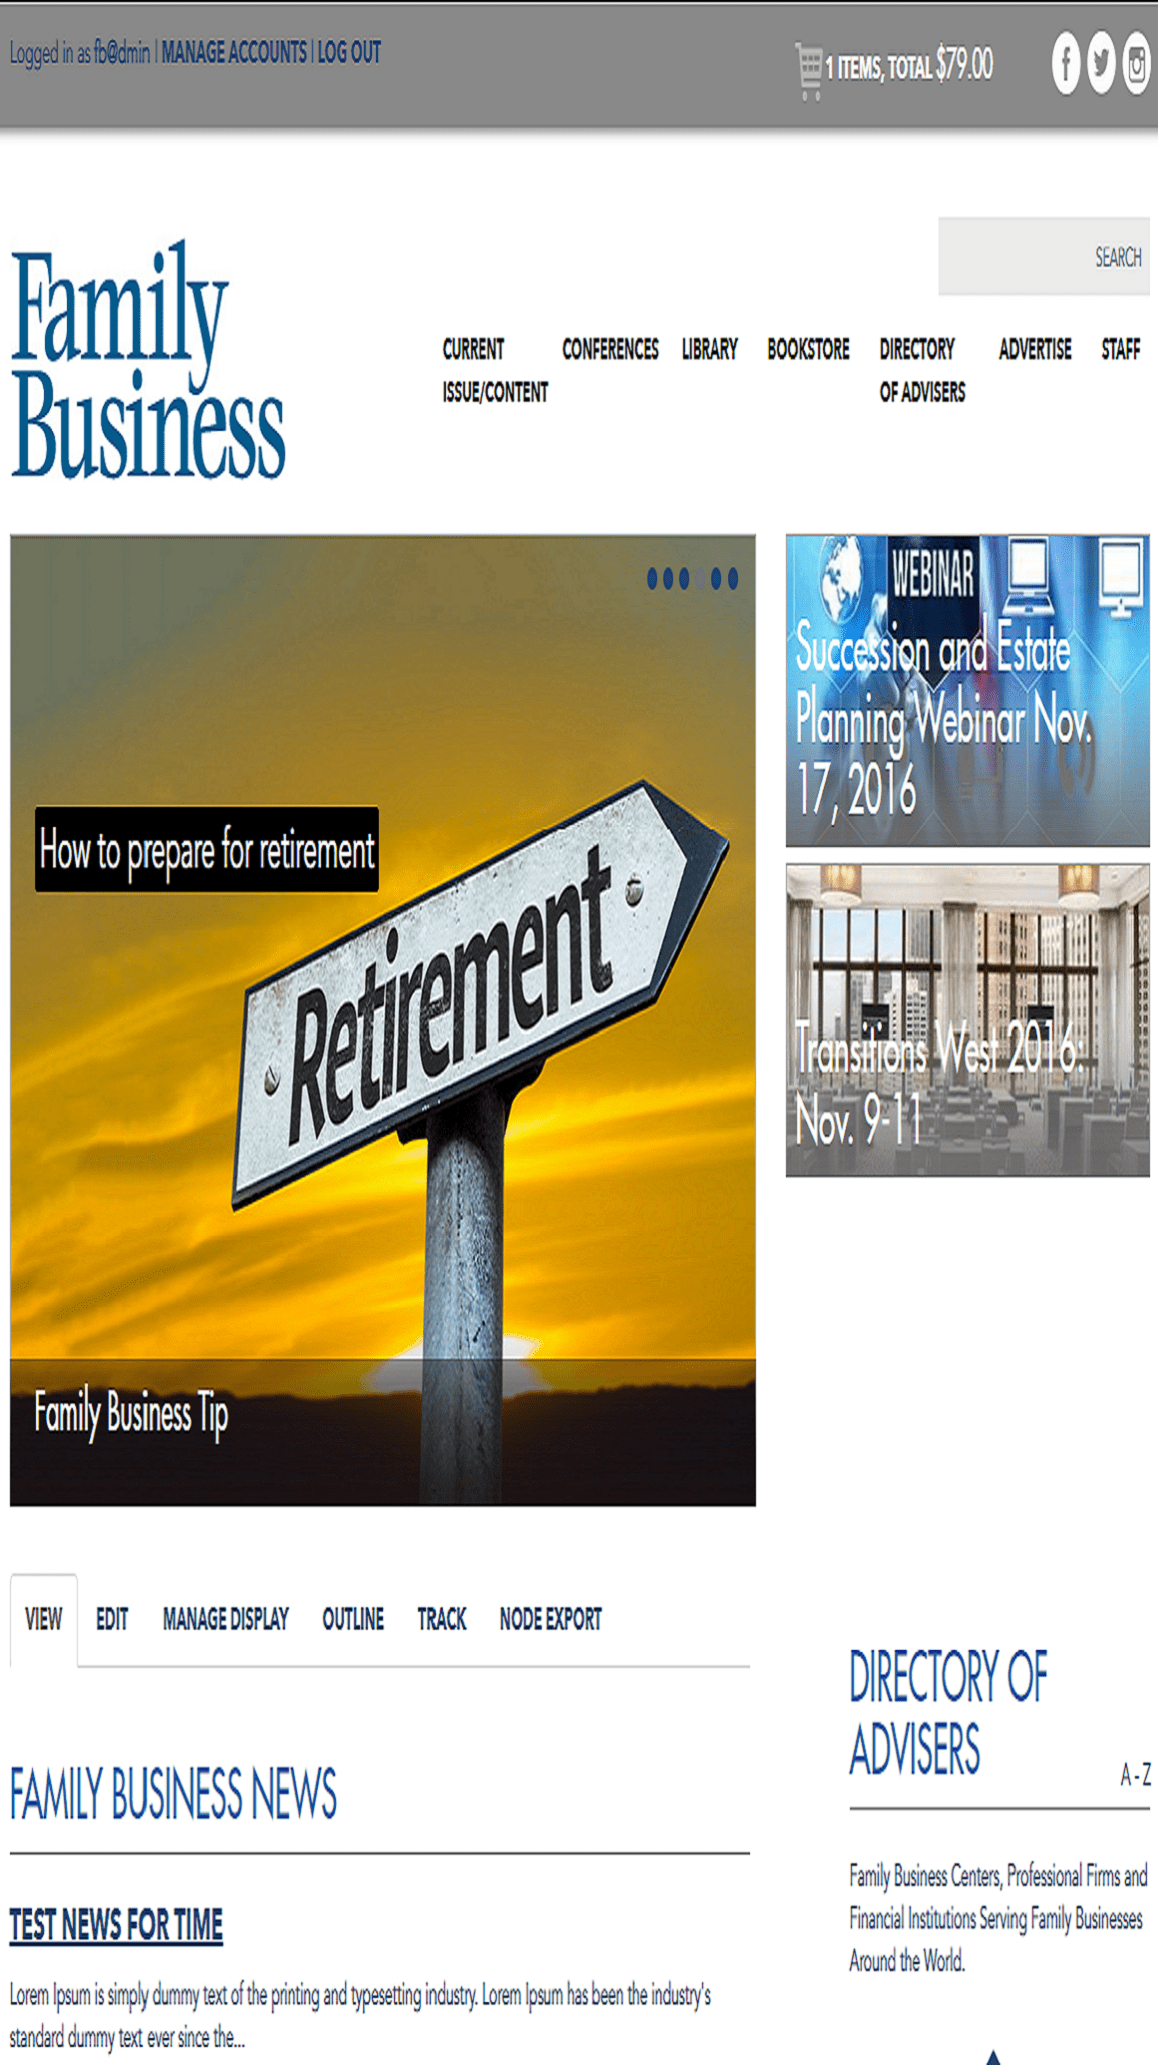 Logged in as fb@dmin | MANAGE ACCOUNTS | LOG OUT
1 ITEMS, TOTAL $79.00
SEARCH
Family
Business
CURRENT ISSUE/CONTENT
CONFERENCES
LIBRARY
BOOKSTORE
DIRECTORY OF ADVISERS
ADVERTISE
STAFF
How to prepare for retirement
Retirement
Family Business Tip
WEBINAR
Succession and Estate
Planning Webinar Nov.
17, 2016
Transitions West 2016:
Nov. 9-11
VIEW
EDIT
MANAGE DISPLAY
OUTLINE
TRACK
NODE EXPORT
FAMILY BUSINESS NEWS
TEST NEWS FOR TIME
Lorem Ipsum is simply dummy text of the printing and typesetting industry. Lorem Ipsum has been the industry's
standard dummy text ever since the...
DIRECTORY OF
ADVISERS
A - Z
Family Business Centers, Professional Firms and
Financial Institutions Serving Family Businesses
Around the World.